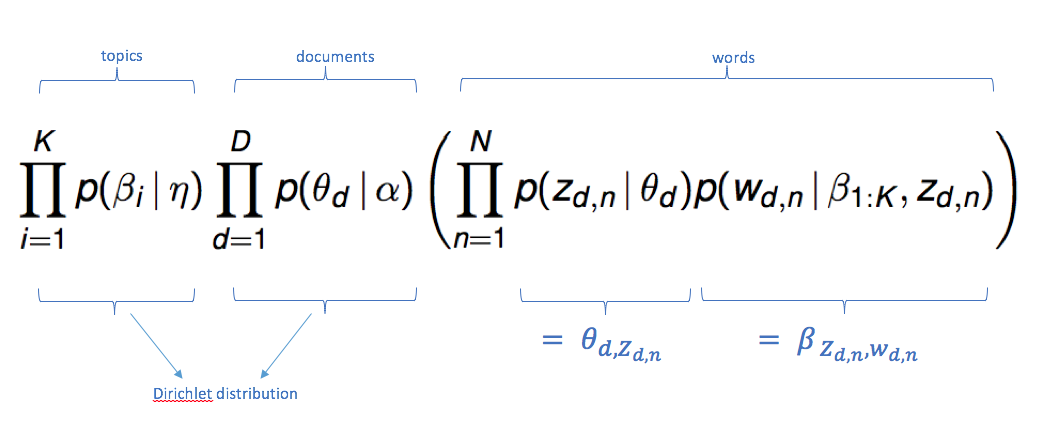 topics documents words
K D N
∏ p(β_i | η) ∏ p(θ_d | α) ( ∏ p(z_{d,n} | θ_d) p(w_{d,n} | β_{1:K}, z_{d,n}) )
i=1 d=1 n=1
= θ_{d,z_{d,n}} = β_{z_{d,n},w_{d,n}}
Dirichlet distribution